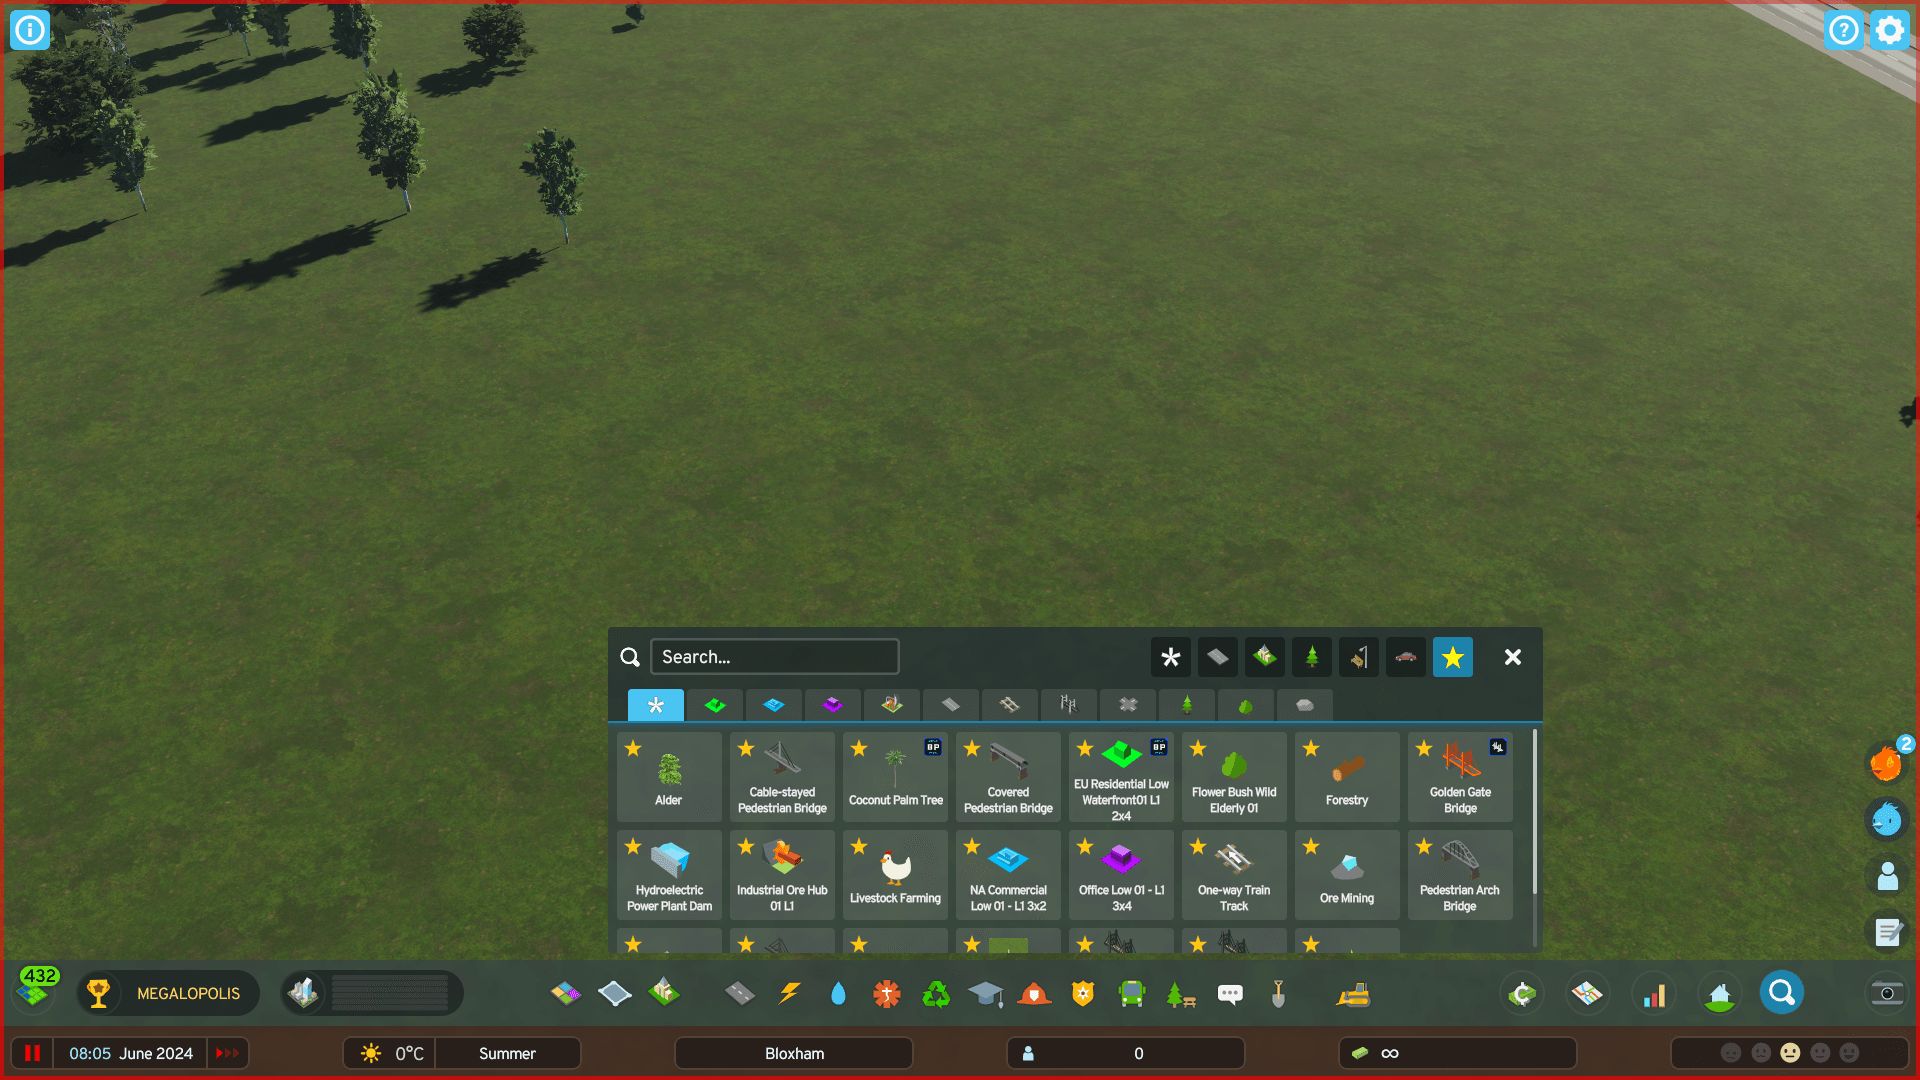 2
Search...
BP
BP
Alder
Cable-stayed
Pedestrian Bridge
Coconut Palm Tree
Covered
Pedestrian Bridge
EU Residential Low
Waterfront01 L1
2x4
Flower Bush Wild
Elderly 01
Forestry
Golden Gate
Bridge
Hydroelectric
Power Plant Dam
Industrial Ore Hub
01 L1
Livestock Farming
NA Commercial
Low 01 - L1 3x2
Office Low 01 - L1
3x4
One-way Train
Track
Ore Mining
Pedestrian Arch
Bridge
432
MEGALOPOLIS
08:05 June 2024
0°C
Summer
Bloxham
0
∞